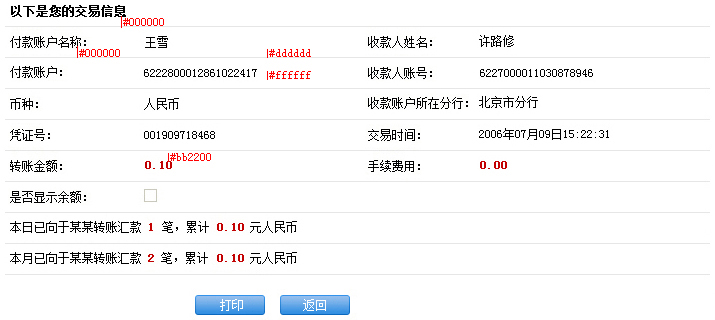 以下是您的交易信息
|#000000
付款账户名称: 王雪 收款人姓名: 许路修
|#000000 |#dddddd
付款账户: 6222800012861022417 收款人账号: 6227000011030878946
|#ffffff
币种: 人民币 收款账户所在分行: 北京市分行
凭证号: 001909718468 交易时间: 2006年07月09日15:22:31
|#bb2200
转账金额: 0.10 手续费用: 0.00
是否显示余额:
本日已向于某某转账汇款 1 笔,累计 0.10 元人民币
本月已向于某某转账汇款 2 笔,累计 0.10 元人民币
打印 返回